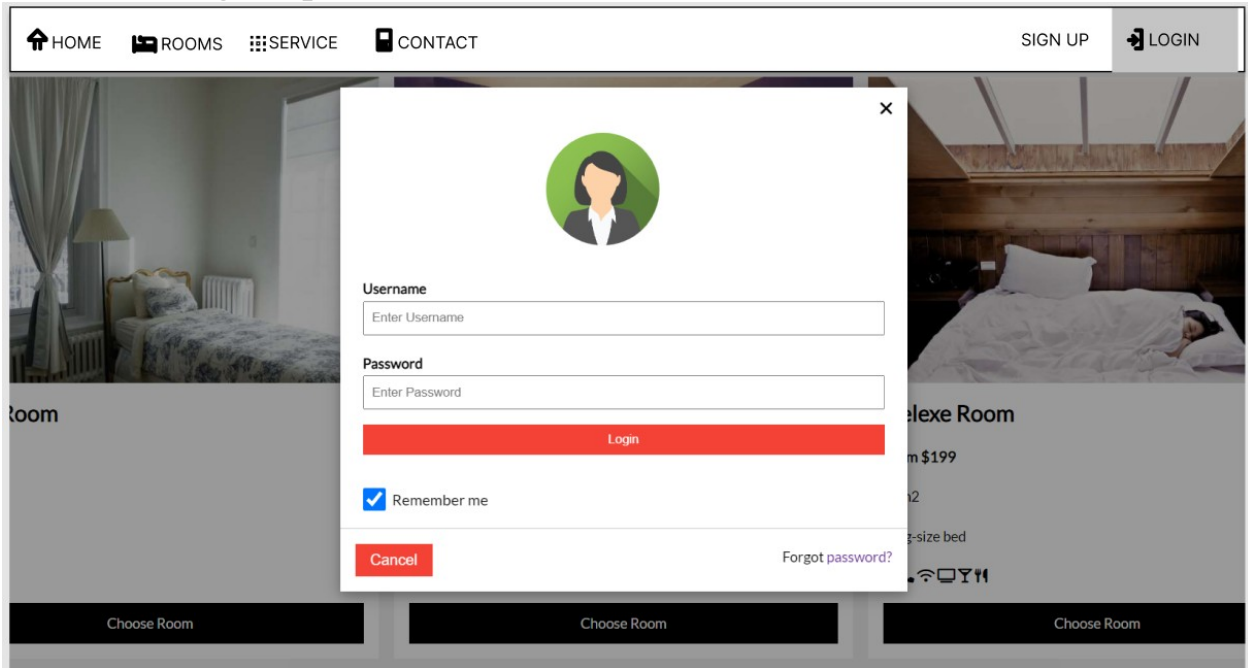 HOME ROOMS SERVICE CONTACT SIGN UP LOGIN
Username
Enter Username
Password
Enter Password
Login
Remember me
Cancel
Forgot password?
Room
elexe Room
m $199
size bed
Choose Room
Choose Room
Choose Room